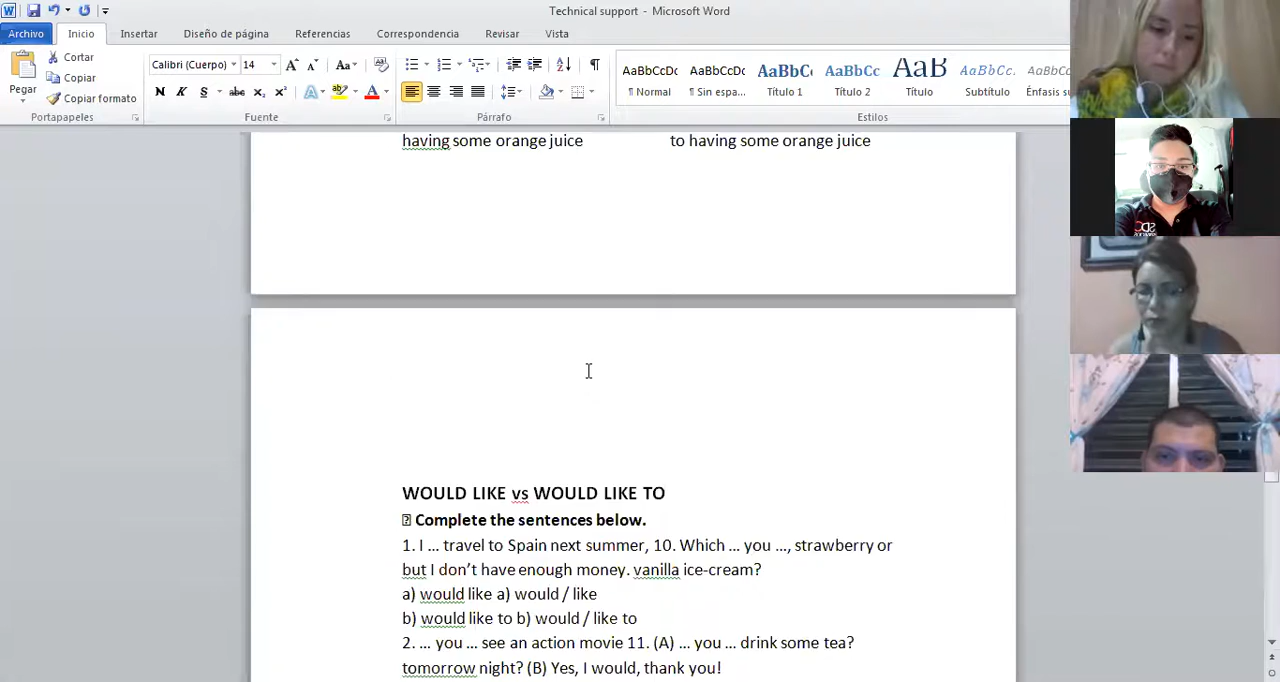 Technical support - Microsoft Word
Archivo Inicio Insertar Diseño de página Referencias Correspondencia Revisar Vista
Cortar
Copiar
Copiar formato
Pegar
Calibri (Cuerpo) 14
AaBbCcDc AaBbCcDc AaBbC AaBbCc AaB AaBbCc. AaBbCcD
¶ Normal ¶ Sin espa... Título 1 Título 2 Título Subtítulo Énfasis s
Portapapeles Fuente Párrafo Estilos
having some orange juice to having some orange juice
WOULD LIKE vs WOULD LIKE TO
Complete the sentences below.
1. I … travel to Spain next summer, 10. Which … you …, strawberry or
but I don’t have enough money. vanilla ice-cream?
a) would like a) would / like
b) would like to b) would / like to
2. … you … see an action movie 11. (A) … you … drink some tea?
tomorrow night? (B) Yes, I would, thank you!